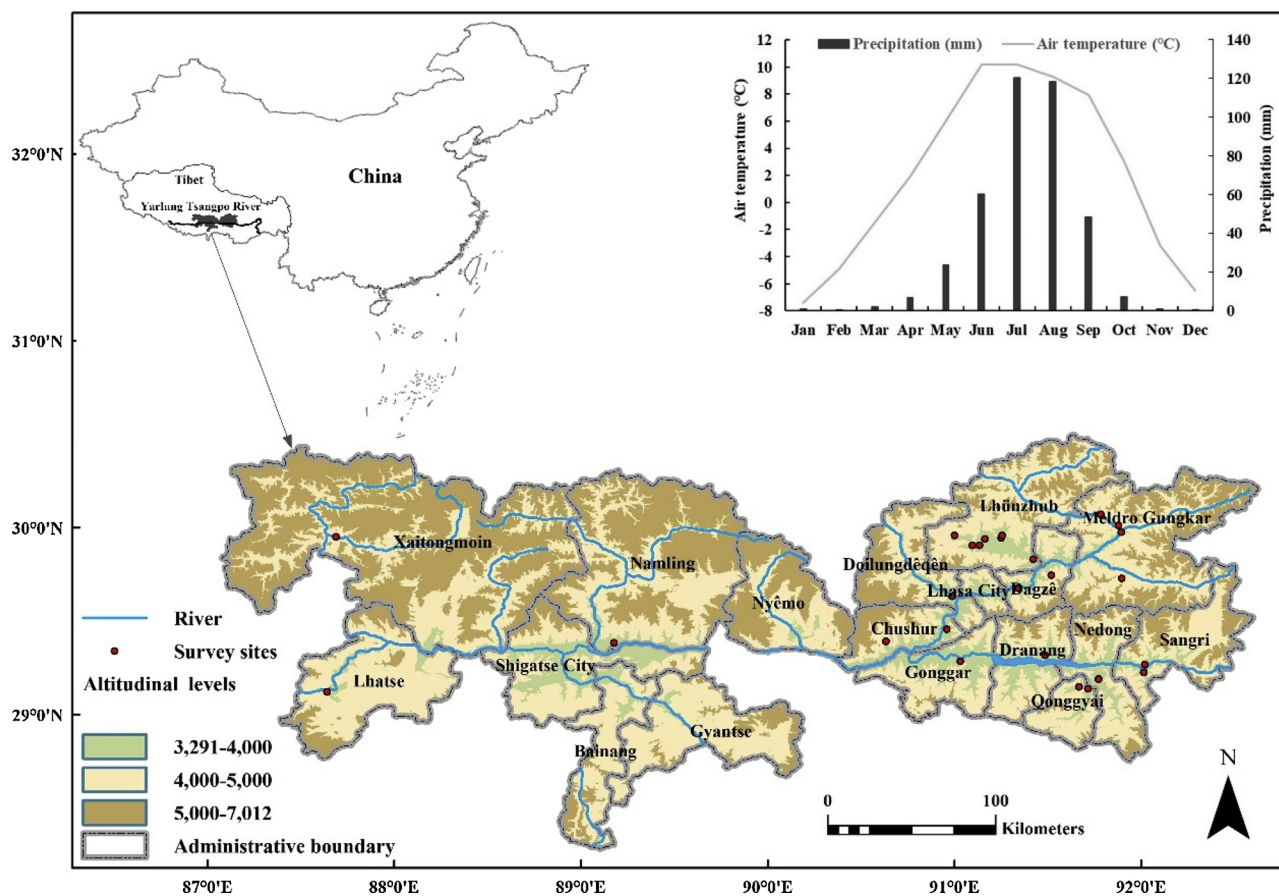 32°0'N
31°0'N
30°0'N
29°0'N
China
Tibet
Yarlung Tsangpo River
Precipitation (mm)
Air temperature (°C)
12
10
8
6
4
2
0
-2
-4
-6
-8
Air temperature (°C)
140
120
100
80
60
40
20
0
Precipitation (mm)
Jan Feb Mar Apr May Jun Jul Aug Sep Oct Nov Dec
Lhünzhub
Meldro Gungkar
Xaitongmoin
Namling
Doilungdêqên
Lhasa City
Dagzê
Nyêmo
Chushur
Nedong
Dranang
Sangri
Shigatse City
Gonggar
Lhatse
Qonggyai
Gyantse
Bainang
River
Survey sites
Altitudinal levels
3,291-4,000
4,000-5,000
5,000-7,012
Administrative boundary
N
0 100
Kilometers
87°0'E 88°0'E 89°0'E 90°0'E 91°0'E 92°0'E